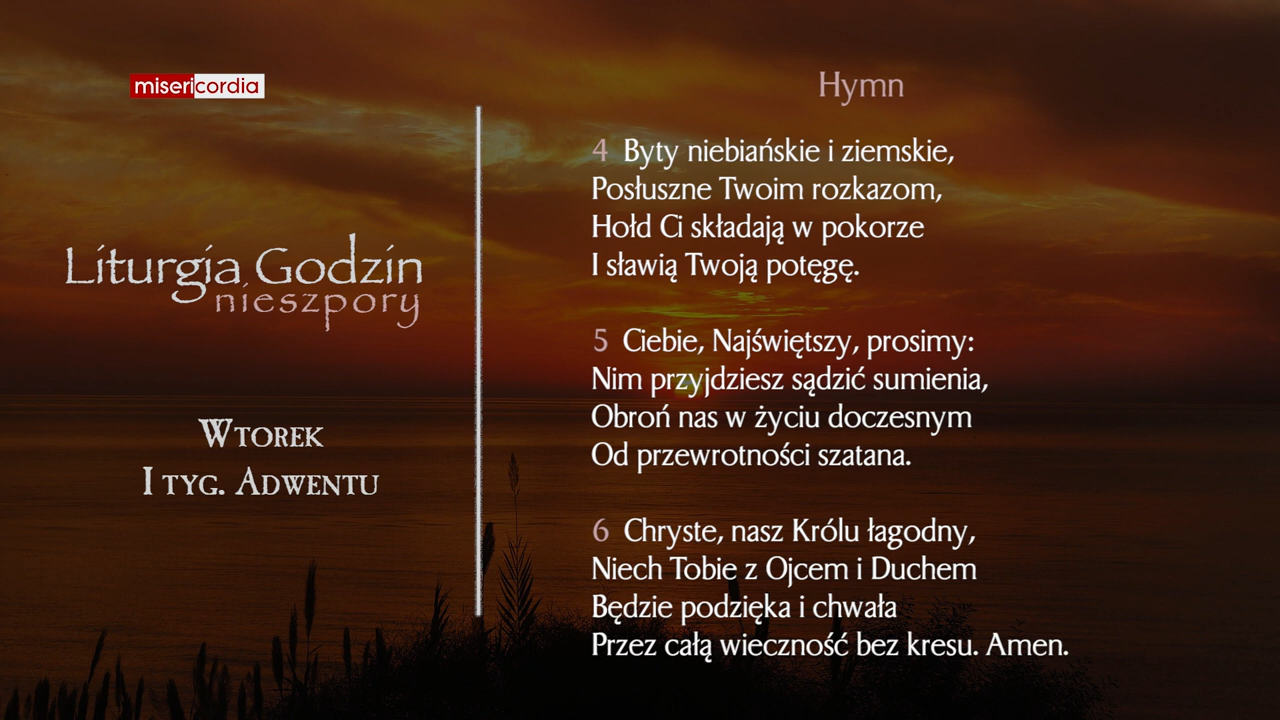 misericordia
Liturgia Godzin
nieszpory
Wtorek
I tyg. Adwentu
Hymn
4 Byty niebiańskie i ziemskie,
Posłuszne Twoim rozkazom,
Hołd Ci składają w pokorze
I sławią Twoją potęgę.
5 Ciebie, Najświętszy, prosimy:
Nim przyjdziesz sądzić sumienia,
Obroń nas w życiu doczesnym
Od przewrotności szatana.
6 Chryste, nasz Królu łagodny,
Niech Tobie z Ojcem i Duchem
Będzie podzięka i chwała
Przez całą wieczność bez kresu. Amen.